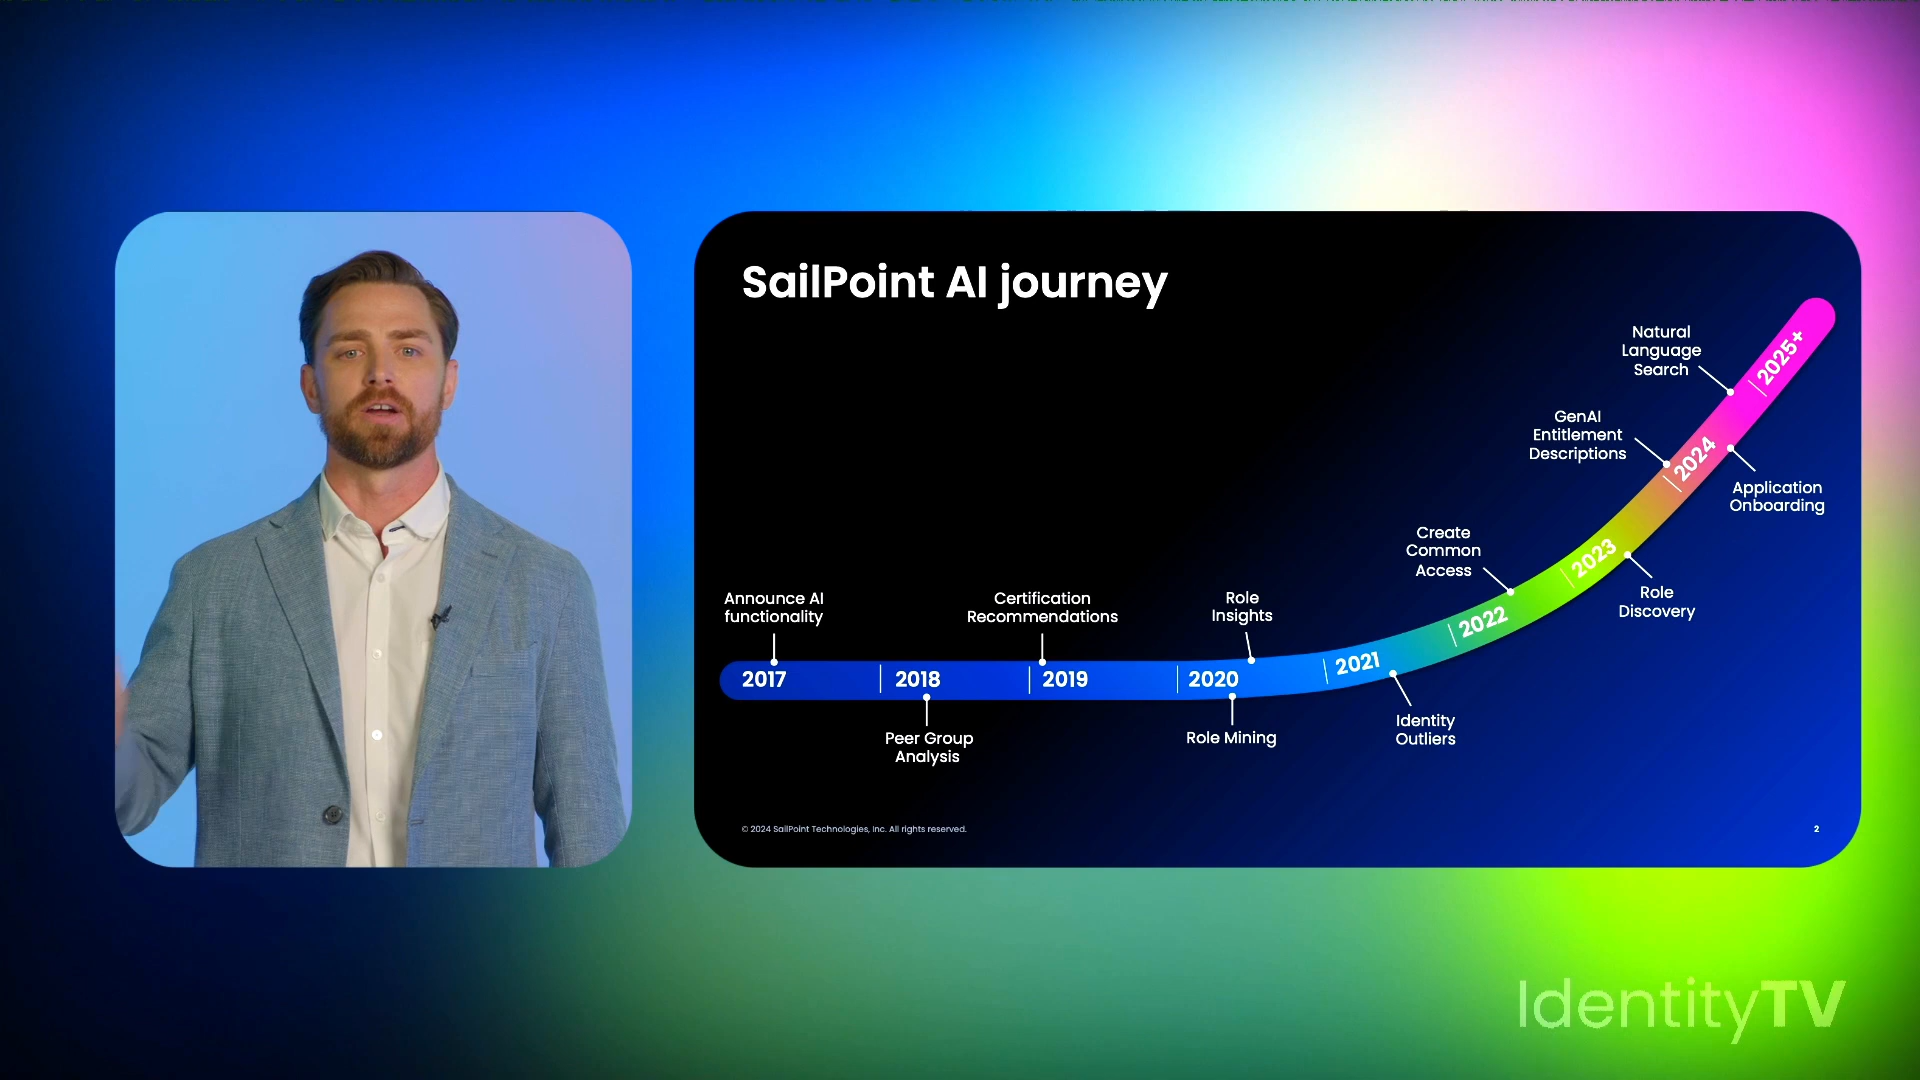 SailPoint AI journey
Announce AI
functionality
Certification
Recommendations
Role
Insights
Create
Common
Access
GenAI
Entitlement
Descriptions
Natural
Language
Search
2017
2018
2019
2020
2021
2022
2023
2024
2025+
Peer Group
Analysis
Role Mining
Identity
Outliers
Role
Discovery
Application
Onboarding
© 2024 SailPoint Technologies, Inc. All rights reserved.
2
IdentityTV